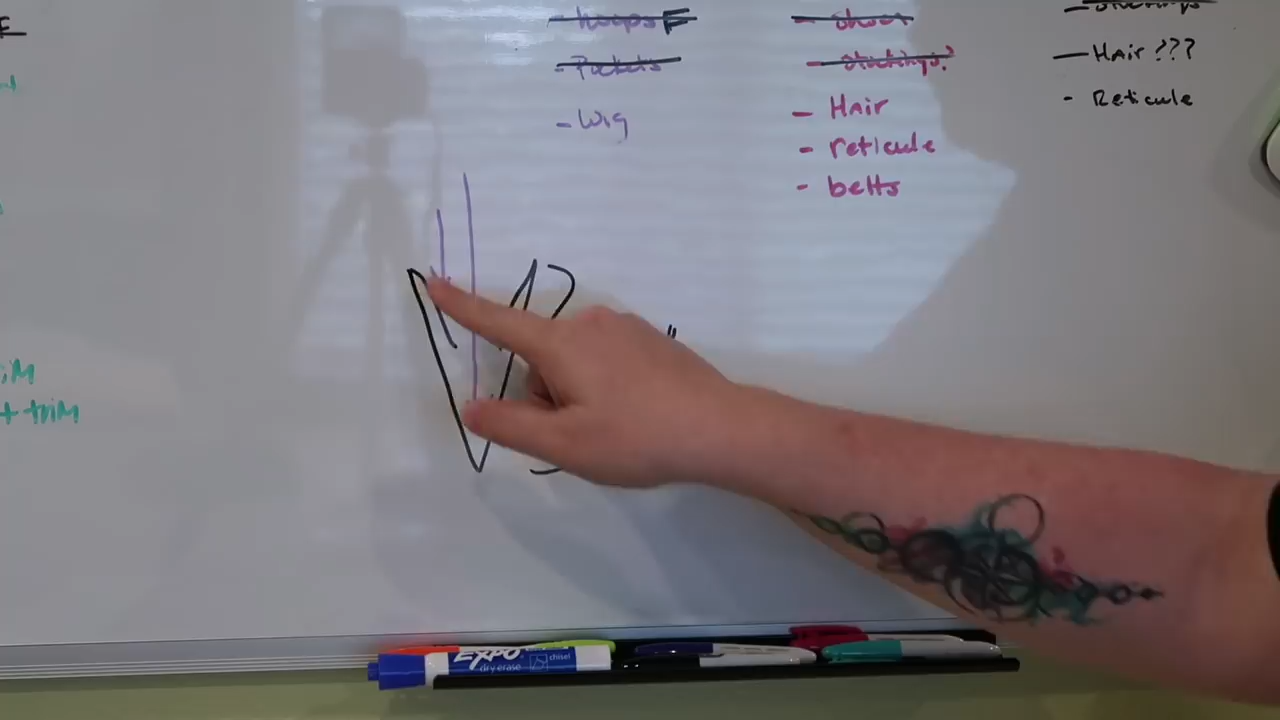 - hoops
- Pockets
- Wig
- shoes
- stockings?
- Hair
- reticule
- belts
- stockings
- Hair ???
- Reticule
+ trim
"
EXPO
dry erase
chisel